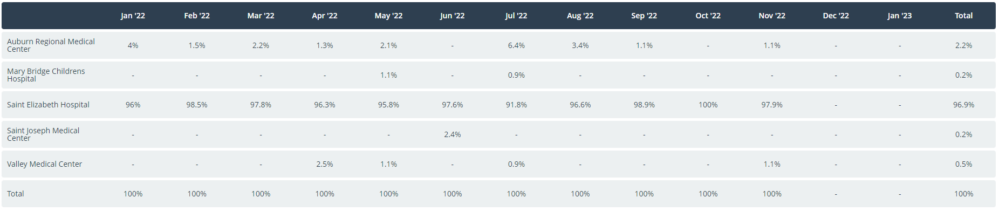 Jan '22 Feb '22 Mar '22 Apr '22 May '22 Jun '22 Jul '22 Aug '22 Sep '22 Oct '22 Nov '22 Dec '22 Jan '23 Total
Auburn Regional Medical
Center
4% 1.5% 2.2% 1.3% 2.1% - 6.4% 3.4% 1.1% - 1.1% - - 2.2%
Mary Bridge Childrens
Hospital
- - - - 1.1% - 0.9% - - - - - - 0.2%
Saint Elizabeth Hospital 96% 98.5% 97.8% 96.3% 95.8% 97.6% 91.8% 96.6% 98.9% 100% 97.9% - - 96.9%
Saint Joseph Medical
Center
- - - - - 2.4% - - - - - - - 0.2%
Valley Medical Center - - - 2.5% 1.1% - 0.9% - - - 1.1% - - 0.5%
Total 100% 100% 100% 100% 100% 100% 100% 100% 100% 100% 100% - - 100%